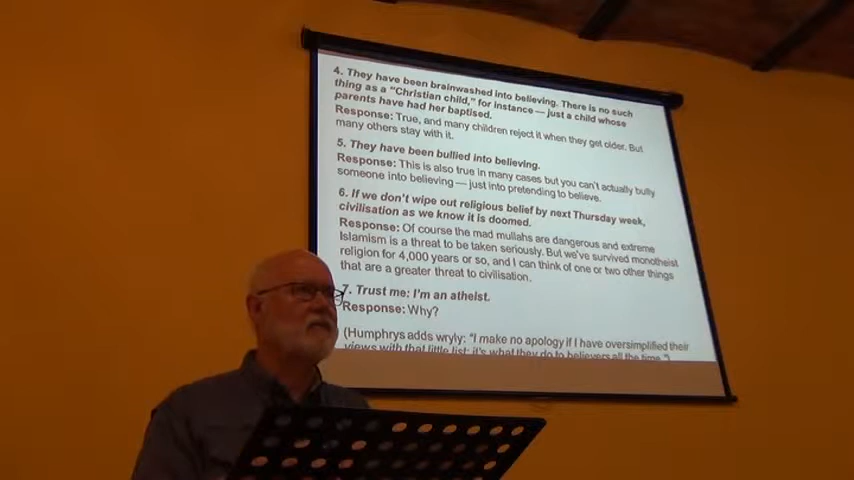 4. They have been brainwashed into believing. There is no such
thing as a “Christian child,” for instance — just a child whose
parents have had her baptised.
Response: True, and many children reject it when they get older. But
many others stay with it.
5. They have been bullied into believing.
Response: This is also true in many cases but you can't actually bully
someone into believing — just into pretending to believe.
6. If we don't wipe out religious belief by next Thursday week,
civilisation as we know it is doomed.
Response: Of course the mad mullahs are dangerous and extreme
Islamism is a threat to be taken seriously. But we've survived monotheist
religion for 4,000 years or so, and I can think of one or two other things
that are a greater threat to civilisation.
7. Trust me: I'm an atheist.
Response: Why?
(Humphrys adds wryly: “I make no apology if I have oversimplified their
views with that little list: it's what they do to believers all the time.”)